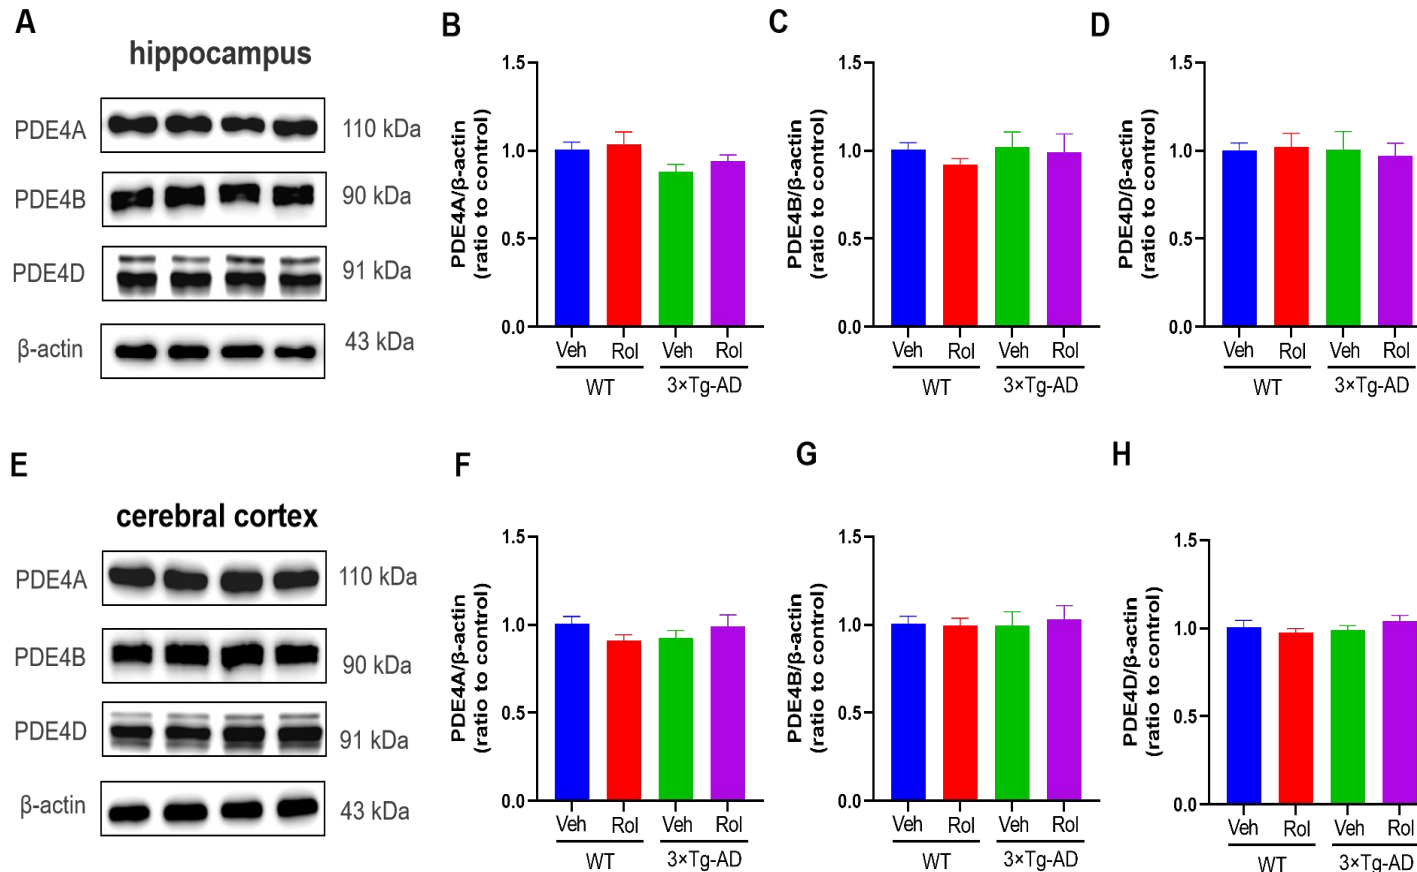 A
hippocampus
PDE4A
110 kDa
PDE4B
90 kDa
PDE4D
91 kDa
β-actin
43 kDa
B
PDE4A/β-actin
(ratio to control)
1.5
1.0
0.5
0.0
Veh Rol Veh Rol
WT 3×Tg-AD
C
PDE4B/β-actin
(ratio to control)
1.5
1.0
0.5
0.0
Veh Rol Veh Rol
WT 3×Tg-AD
D
PDE4D/β-actin
(ratio to control)
1.5
1.0
0.5
0.0
Veh Rol Veh Rol
WT 3×Tg-AD
E
cerebral cortex
PDE4A
110 kDa
PDE4B
90 kDa
PDE4D
91 kDa
β-actin
43 kDa
F
PDE4A/β-actin
(ratio to control)
1.5
1.0
0.5
0.0
Veh Rol Veh Rol
WT 3×Tg-AD
G
PDE4B/β-actin
(ratio to control)
1.5
1.0
0.5
0.0
Veh Rol Veh Rol
WT 3×Tg-AD
H
PDE4D/β-actin
(ratio to control)
1.5
1.0
0.5
0.0
Veh Rol Veh Rol
WT 3×Tg-AD